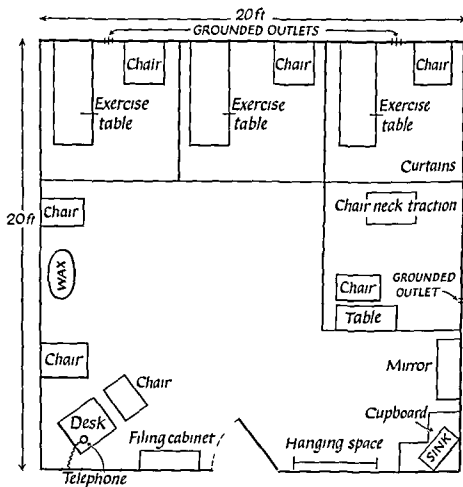 20 ft
GROUNDED OUTLETS
Chair
Chair
Chair
Exercise
table
Exercise
table
Exercise
table
Curtains
Chair
Chair neck traction
20 ft
WAX
GROUNDED
OUTLET
Chair
Table
Chair
Mirror
Chair
Desk
Cupboard
Filing cabinet
Hanging space
SINK
Telephone